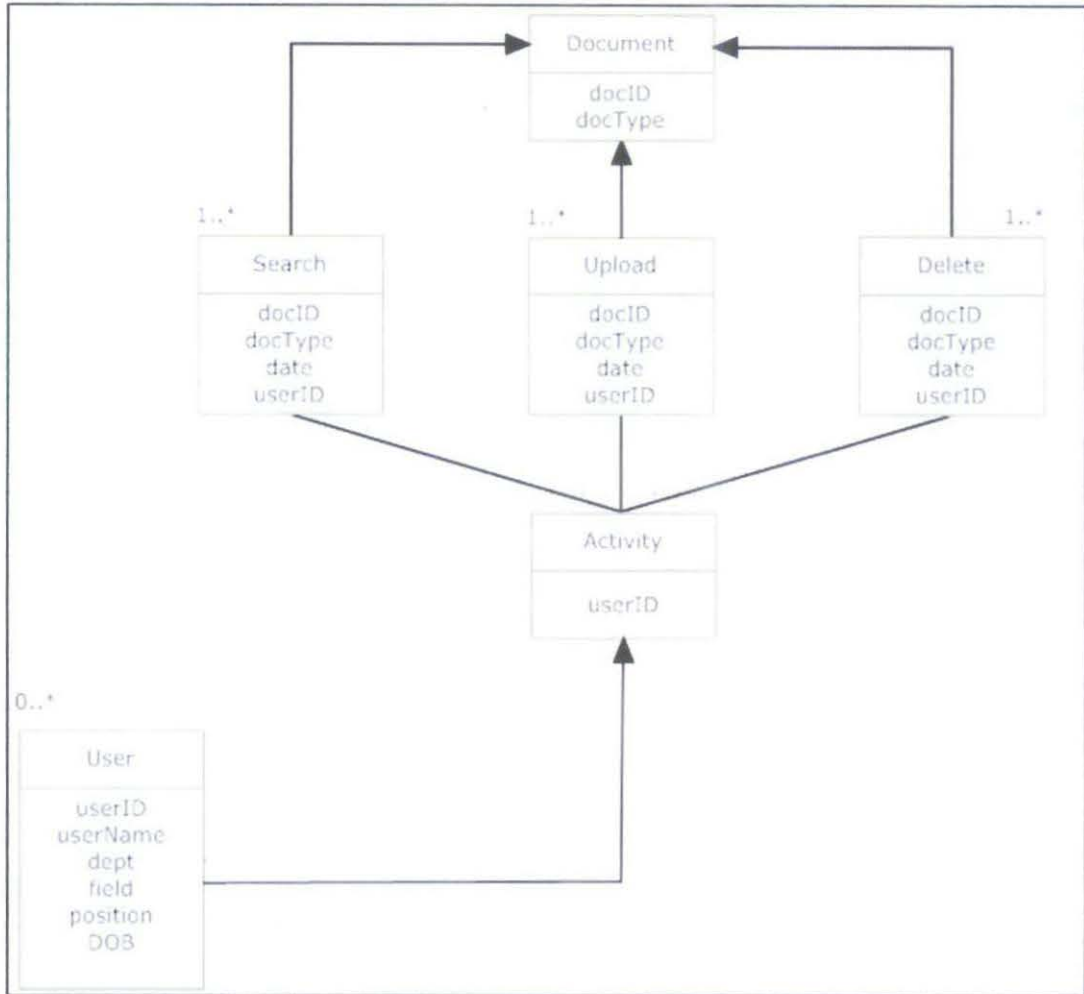 Document
docID
docType
1..*
1..*
1..*
Search
docID
docType
date
userID
Upload
docID
docType
date
userID
Delete
docID
docType
date
userID
Activity
userID
0..*
User
userID
userName
dept
field
position
DOB